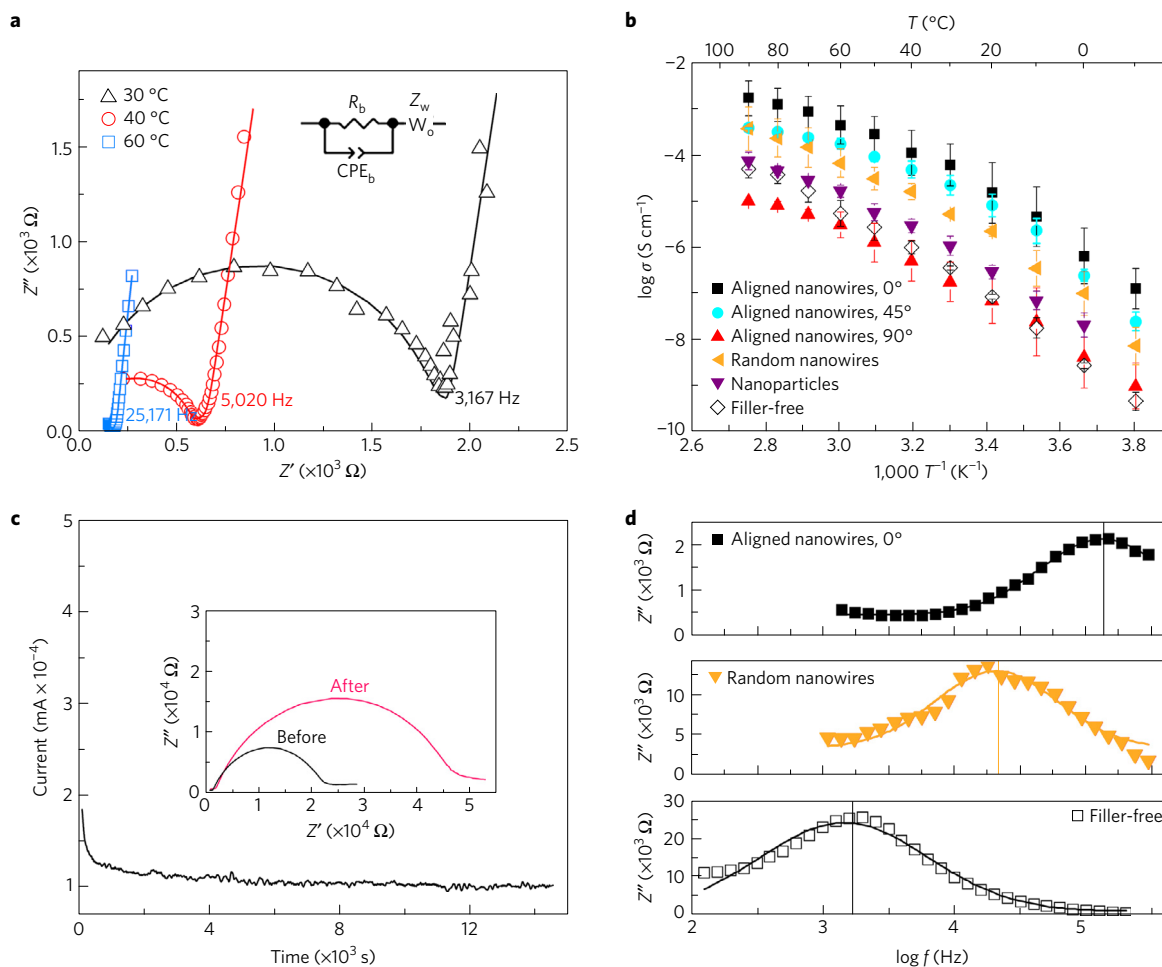 a
Z″ (×10³ Ω)
1.5
1.0
0.5
0.0
0.0
0.5
1.0
1.5
2.0
2.5
Z′ (×10³ Ω)
30 °C
40 °C
60 °C
R_b
Z_w
W_o
CPE_b
25,171 Hz
5,020 Hz
3,167 Hz
b
T (°C)
100
80
60
40
20
0
log σ (S cm⁻¹)
−2
−4
−6
−8
−10
Aligned nanowires, 0°
Aligned nanowires, 45°
Aligned nanowires, 90°
Random nanowires
Nanoparticles
Filler-free
2.6
2.8
3.0
3.2
3.4
3.6
3.8
1,000 T⁻¹ (K⁻¹)
c
Current (mA × 10⁻⁴)
5
4
3
2
1
0
4
8
12
Time (×10³ s)
Z″ (×10⁴ Ω)
3
2
1
0
0
1
2
3
4
5
Z′ (×10⁴ Ω)
After
Before
d
Z″ (×10³ Ω)
2
1
0
Aligned nanowires, 0°
Z″ (×10³ Ω)
10
5
0
Random nanowires
Z″ (×10³ Ω)
30
20
10
0
Filler-free
2
3
4
5
log f (Hz)